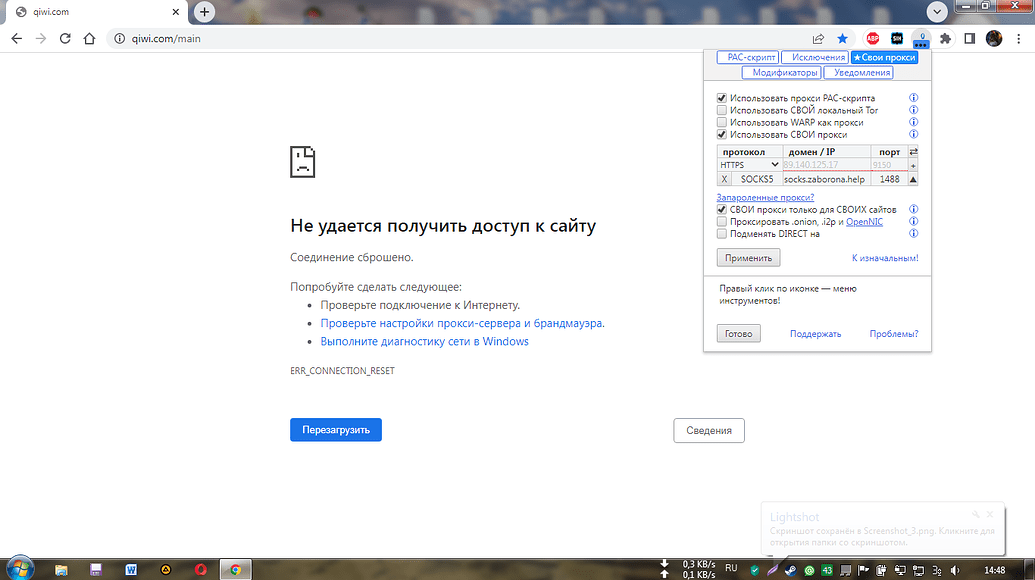 qiwi.com
qiwi.com/main
ABP
9
РАС-скрипт
Исключения
★Свои прокси
Модификаторы
Уведомления
Использовать прокси PAC-скрипта
Использовать СВОЙ локальный Tor
Использовать WARP как прокси
Использовать СВОИ прокси
протокол домен / IP порт
HTTPS 89.140.125.17 9150 +
X SOCKS5 socks.zaborona.help 1488
Запароленные прокси?
СВОИ прокси только для СВОИХ сайтов
Проксировать .onion, .i2p и OpenNIC
Подменять DIRECT на
Применить К изначальным!
Правый клик по иконке — меню
инструментов!
Готово Поддержать Проблемы?
Не удается получить доступ к сайту
Соединение сброшено.
Попробуйте сделать следующее:
• Проверьте подключение к Интернету.
• Проверьте настройки прокси-сервера и брандмауэра.
• Выполните диагностику сети в Windows
ERR_CONNECTION_RESET
Перезагрузить
Сведения
Lightshot
Скриншот сохранён в Screenshot_3.png. Кликните для
открытия папки со скриншотом.
0,3 KB/s
0,1 KB/s
RU
43
14:48